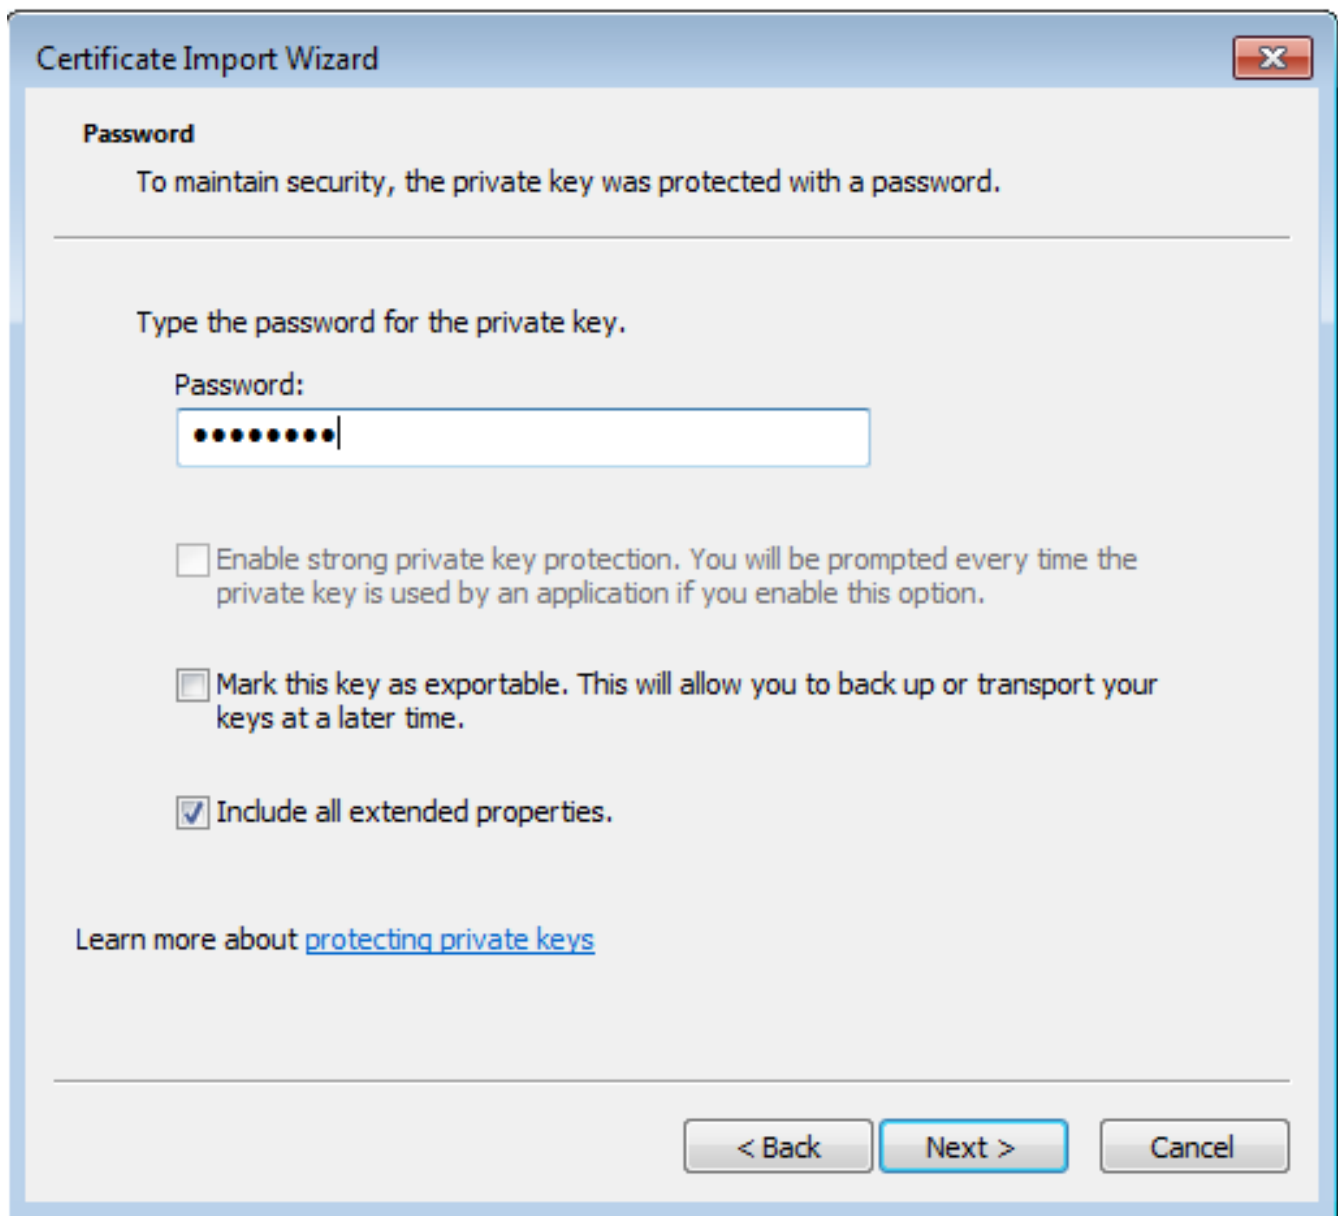 Certificate Import Wizard
Password
To maintain security, the private key was protected with a password.
Type the password for the private key.
Password:
••••••••
Enable strong private key protection. You will be prompted every time the
private key is used by an application if you enable this option.
Mark this key as exportable. This will allow you to back up or transport your
keys at a later time.
Include all extended properties.
Learn more about protecting private keys
< Back Next > Cancel